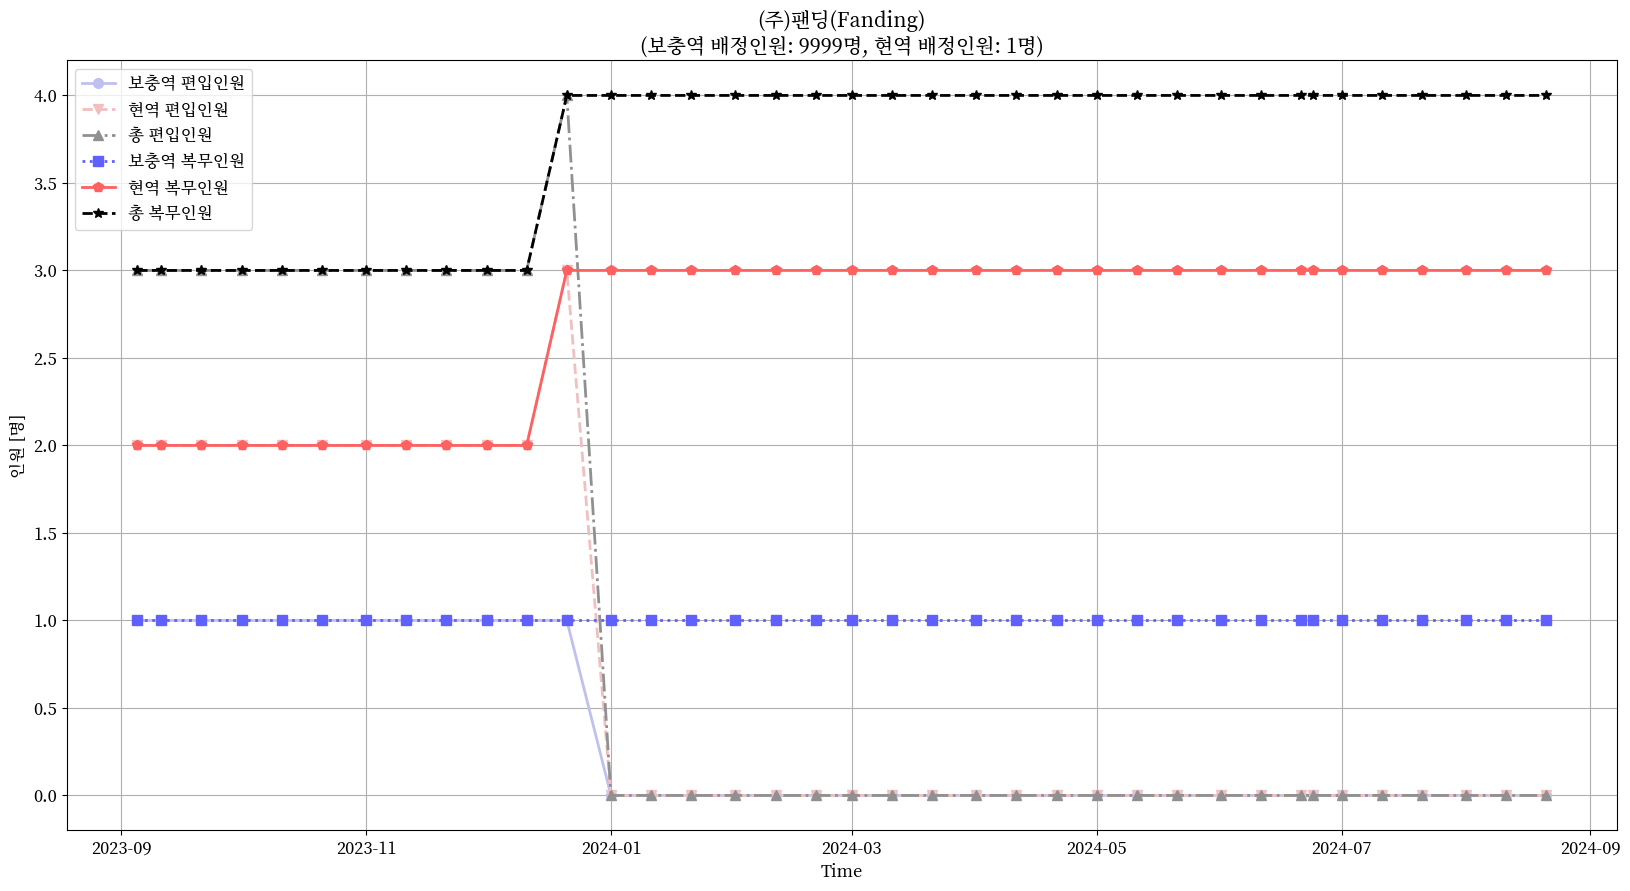 (주)팬딩(Fanding)
(보충역 배정인원: 9999명, 현역 배정인원: 1명)
보충역 편입인원
현역 편입인원
총 편입인원
보충역 복무인원
현역 복무인원
총 복무인원
4.0
3.5
3.0
2.5
2.0
1.5
1.0
0.5
0.0
인원 [명]
2023-09
2023-11
2024-01
2024-03
2024-05
2024-07
2024-09
Time